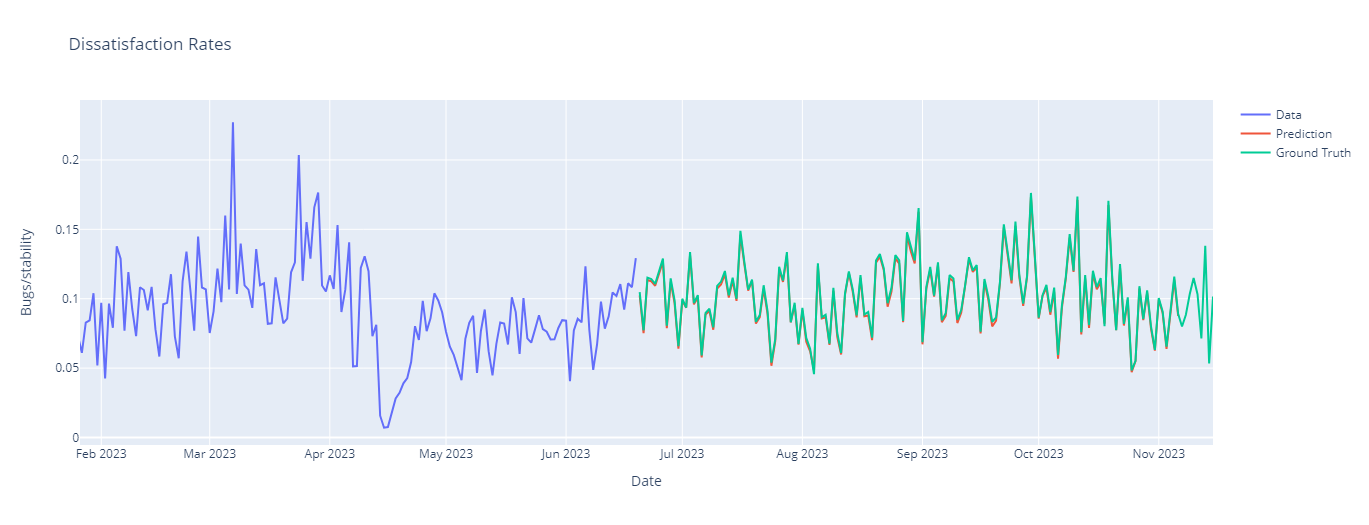 Dissatisfaction Rates
Data
Prediction
Ground Truth
Bugs/stability
0.2
0.15
0.1
0.05
0
Feb 2023
Mar 2023
Apr 2023
May 2023
Jun 2023
Jul 2023
Aug 2023
Sep 2023
Oct 2023
Nov 2023
Date